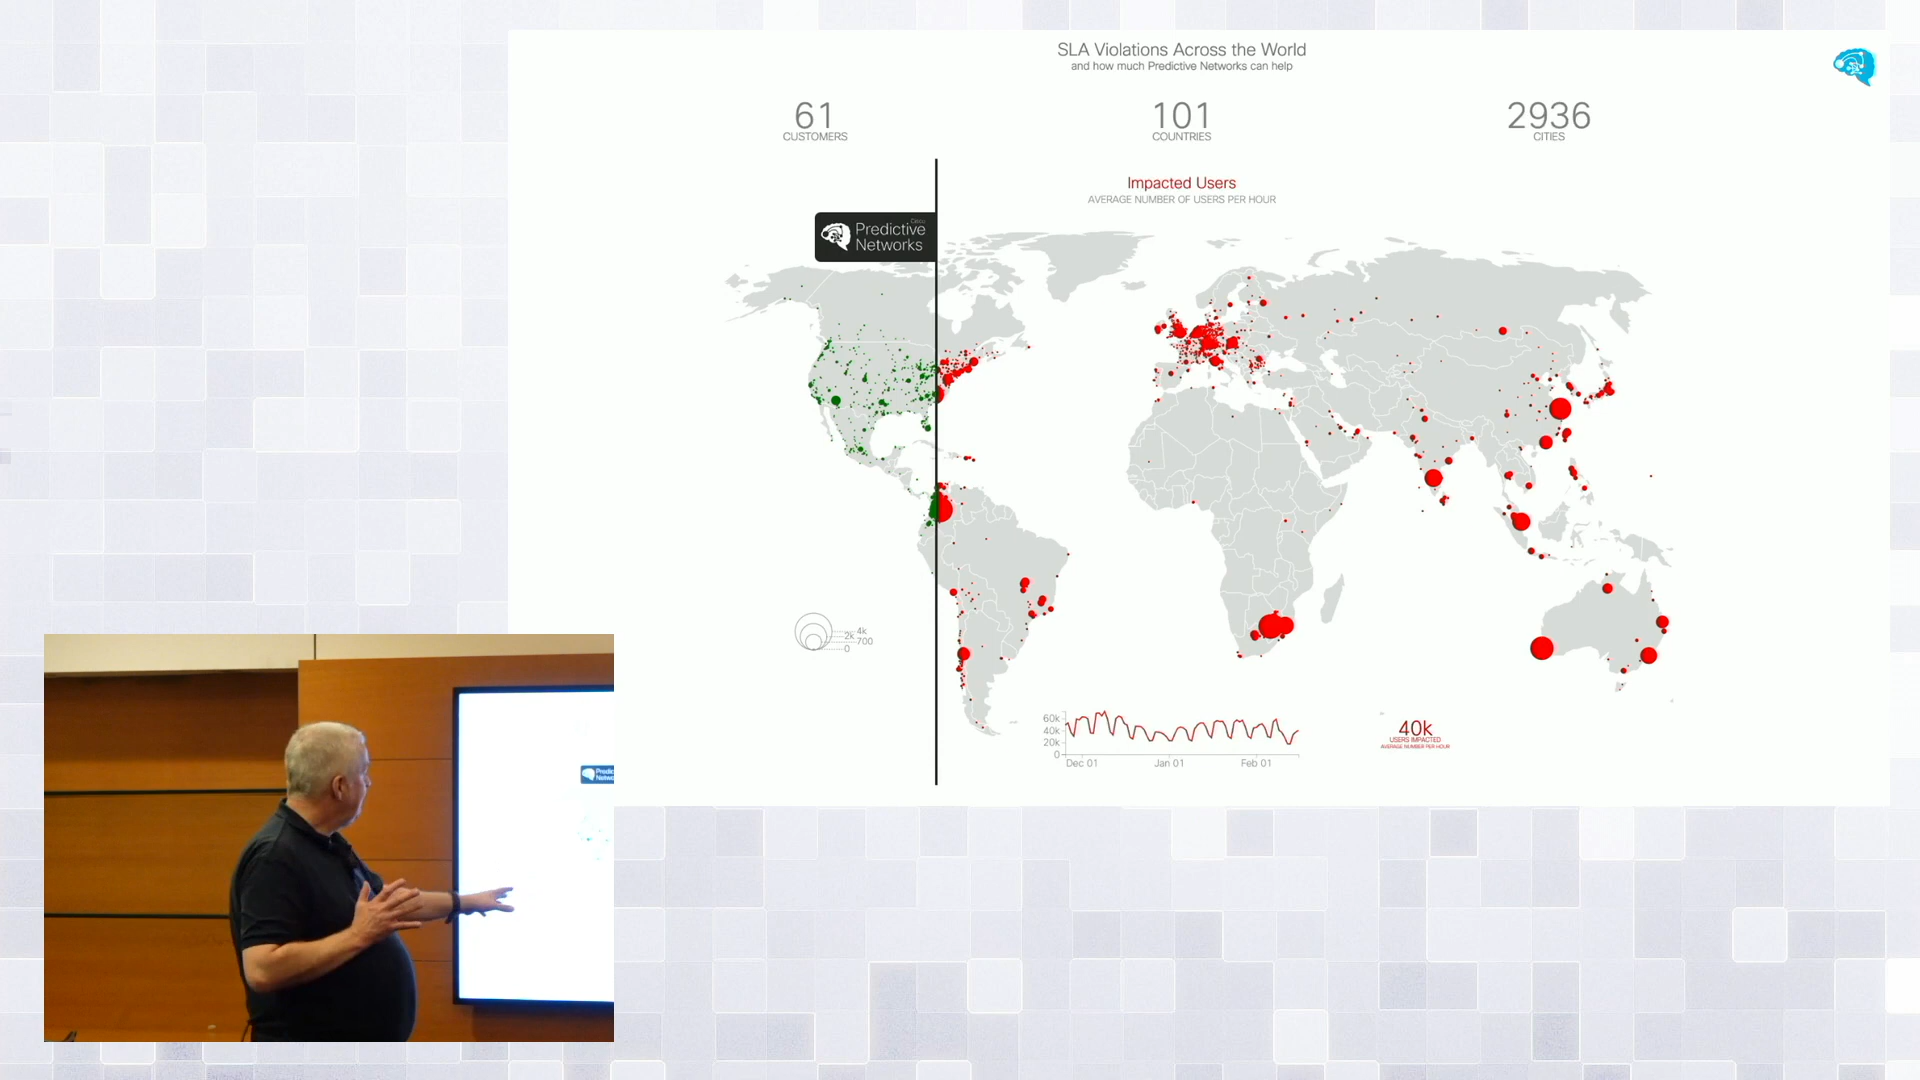 SLA Violations Across the World
and how much Predictive Networks can help
61
CUSTOMERS
101
COUNTRIES
2936
CITIES
Impacted Users
AVERAGE NUMBER OF USERS PER HOUR
Cisco
Predictive
Networks
4k
2k
700
0
60k
40k
20k
0
Dec 01
Jan 01
Feb 01
40k
USERS IMPACTED
AVERAGE NUMBER PER HOUR